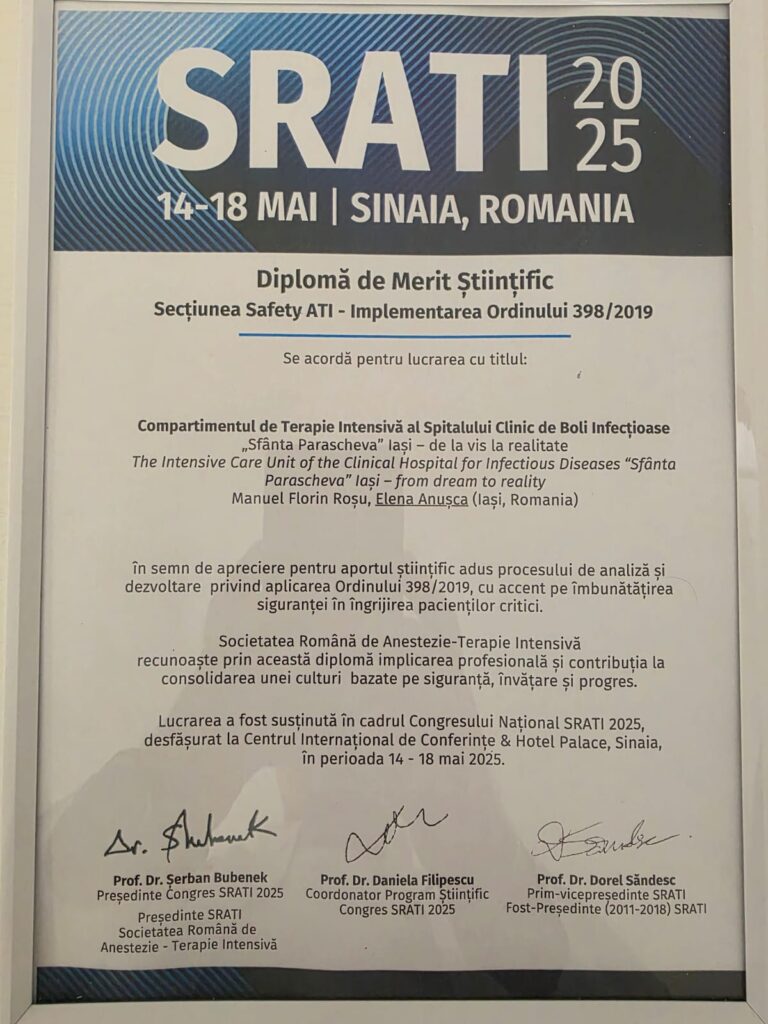 SRATI 20
25
14-18 MAI | SINAIA, ROMANIA
Diplomă de Merit Științific
Secțiunea Safety ATI - Implementarea Ordinului 398/2019
Se acordă pentru lucrarea cu titlul:
Compartimentul de Terapie Intensivă al Spitalului Clinic de Boli Infecțioase
„Sfânta Parascheva” Iași – de la vis la realitate
The Intensive Care Unit of the Clinical Hospital for Infectious Diseases “Sfânta
Parascheva” Iași – from dream to reality
Manuel Florin Roșu, Elena Anușca (Iași, Romania)
în semn de apreciere pentru aportul științific adus procesului de analiză și
dezvoltare privind aplicarea Ordinului 398/2019, cu accent pe îmbunătățirea
siguranței în îngrijirea pacienților critici.
Societatea Română de Anestezie-Terapie Intensivă
recunoaște prin această diplomă implicarea profesională și contribuția la
consolidarea unei culturi bazate pe siguranță, învățare și progres.
Lucrarea a fost susținută în cadrul Congresului Național SRATI 2025,
desfășurat la Centrul Internațional de Conferințe & Hotel Palace, Sinaia,
în perioada 14 - 18 mai 2025.
Dr.
Prof. Dr. Șerban Bubenek
Președinte Congres SRATI 2025
Președinte SRATI
Societatea Română de
Anestezie - Terapie Intensivă
Prof. Dr. Daniela Filipescu
Coordonator Program Științific
Congres SRATI 2025
Prof. Dr. Dorel Săndesc
Prim-vicepreședinte SRATI
Fost-Președinte (2011-2018) SRATI